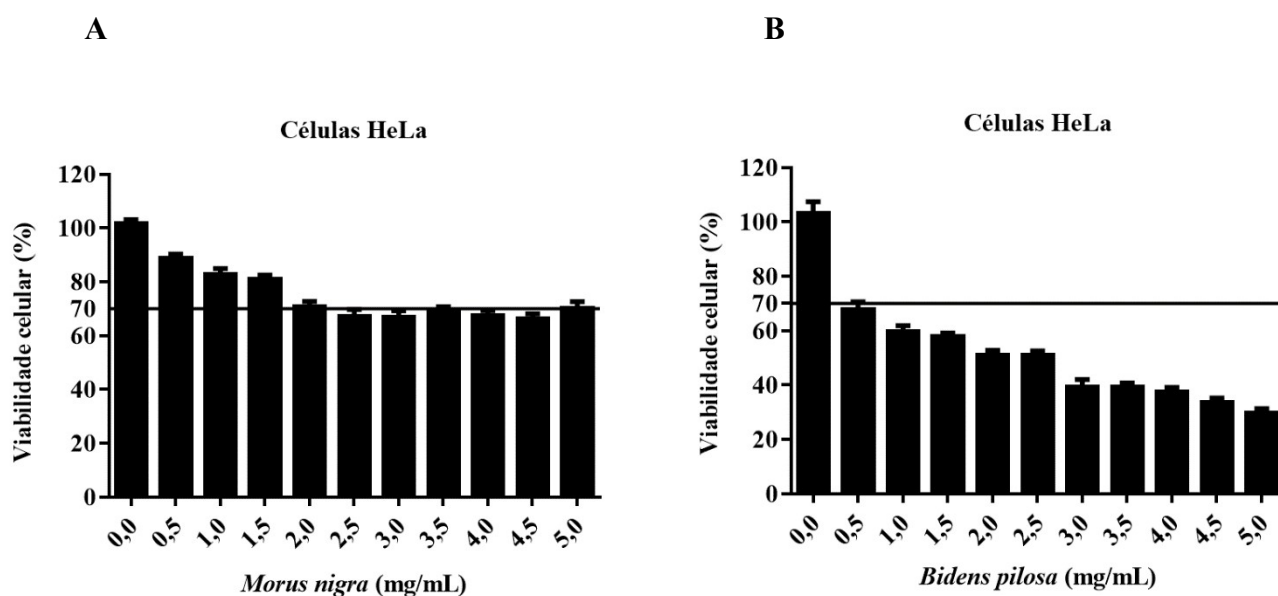 A
Células HeLa
Viabilidade celular (%)
120
100
80
70
60
40
20
0
0,0 0,5 1,0 1,5 2,0 2,5 3,0 3,5 4,0 4,5 5,0
Morus nigra (mg/mL)
B
Células HeLa
Viabilidade celular (%)
120
100
80
70
60
40
20
0
0,0 0,5 1,0 1,5 2,0 2,5 3,0 3,5 4,0 4,5 5,0
Bidens pilosa (mg/mL)